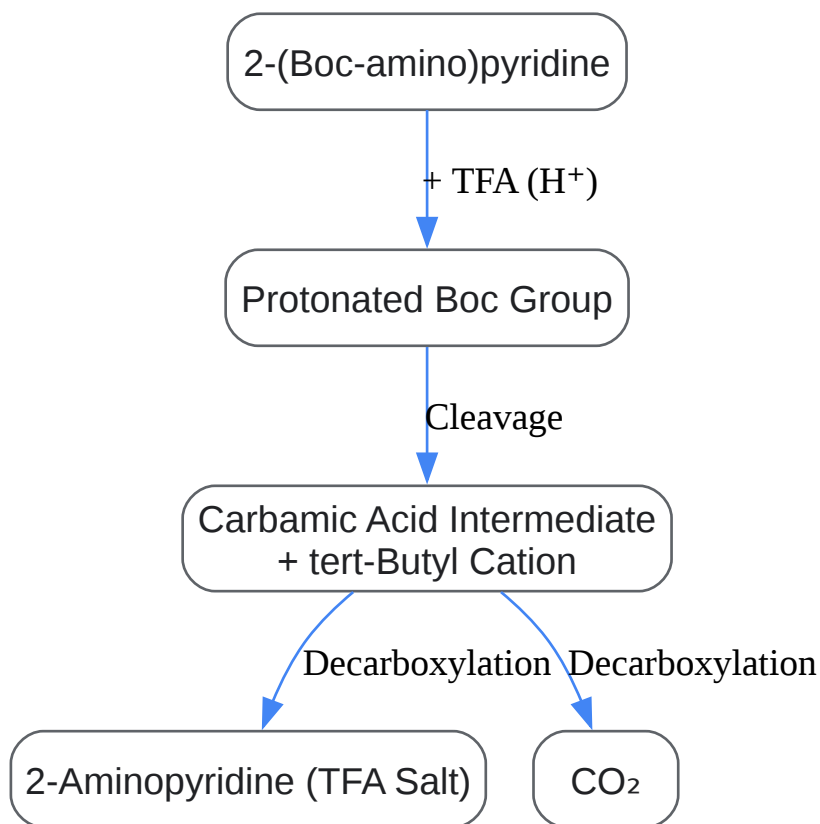 2-(Boc-amino)pyridine
+ TFA (H⁺)
Protonated Boc Group
Cleavage
Carbamic Acid Intermediate
+ tert-Butyl Cation
Decarboxylation
Decarboxylation
2-Aminopyridine (TFA Salt)
CO₂